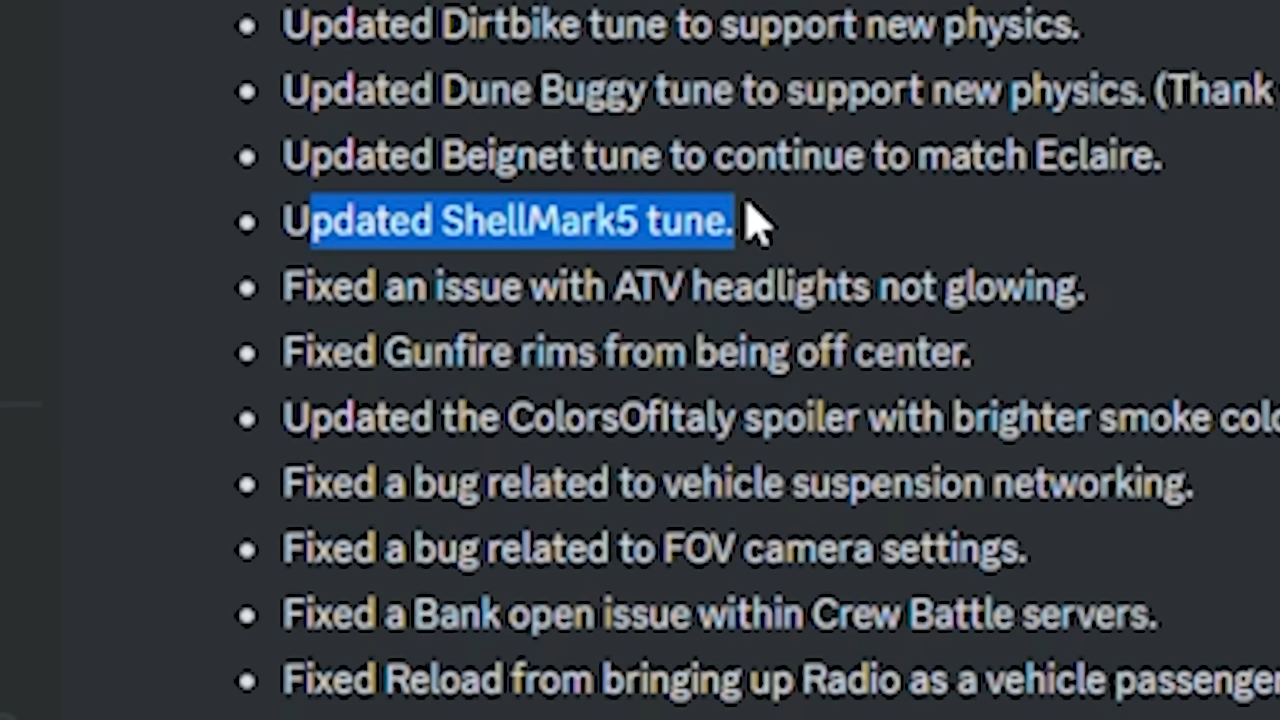 Updated Dirtbike tune to support new physics.
Updated Dune Buggy tune to support new physics. (Thank
Updated Beignet tune to continue to match Eclaire.
Updated ShellMark5 tune.
Fixed an issue with ATV headlights not glowing.
Fixed Gunfire rims from being off center.
Updated the ColorsOfItaly spoiler with brighter smoke colo
Fixed a bug related to vehicle suspension networking.
Fixed a bug related to FOV camera settings.
Fixed a Bank open issue within Crew Battle servers.
Fixed Reload from bringing up Radio as a vehicle passenger